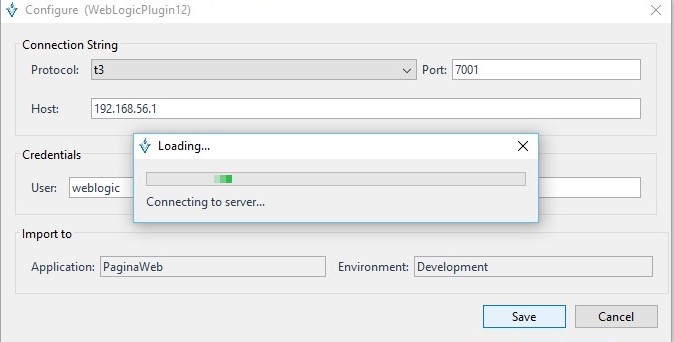 Configure (WebLogicPlugin12)
Connection String
Protocol: t3 Port: 7001
Host: 192.168.56.1
Loading...
Connecting to server...
Credentials
User: weblogic
Import to
Application: PaginaWeb Environment: Development
Save Cancel